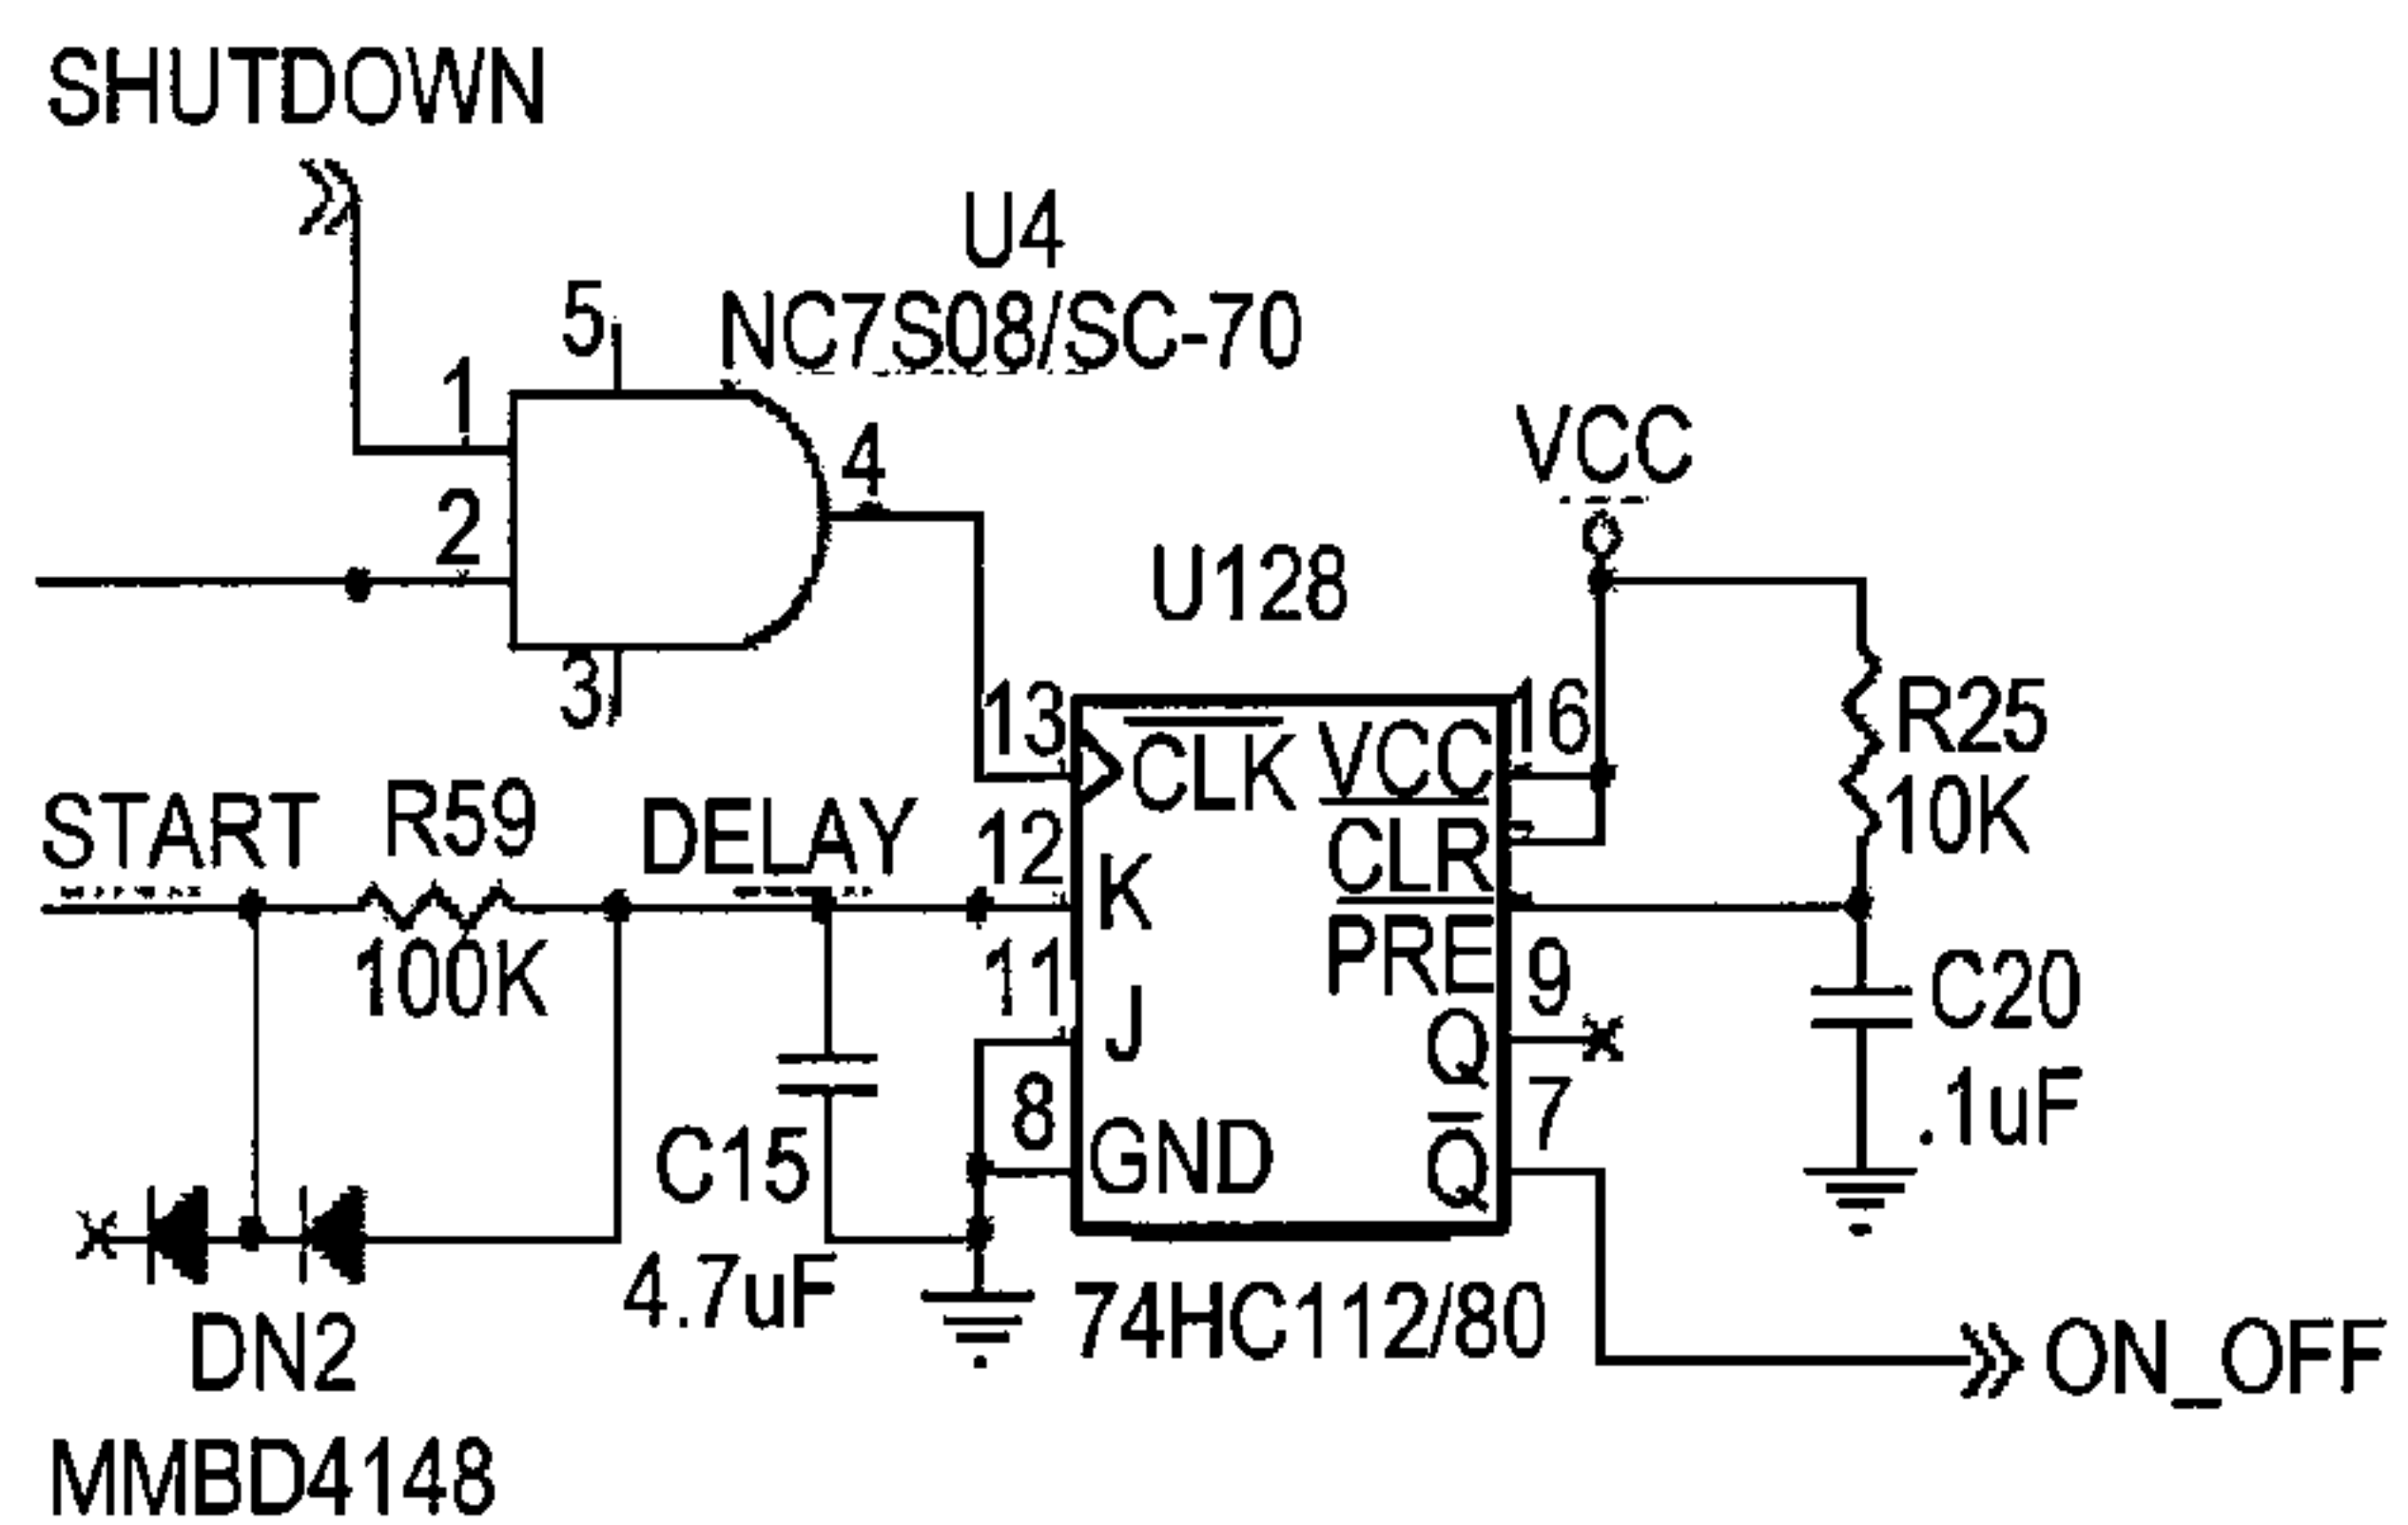 SHUTDOWN
U4
NC7S08/SC-70
5
1
4
2
3
VCC
U128
13
CLK
VCC
16
R25
10K
START
R59
100K
DELAY
12
K
CLR
PRE
11
J
9
Q
C20
.1uF
8
GND
7
Q
C15
4.7uF
DN2
MMBD4148
74HC112/80
ON_OFF